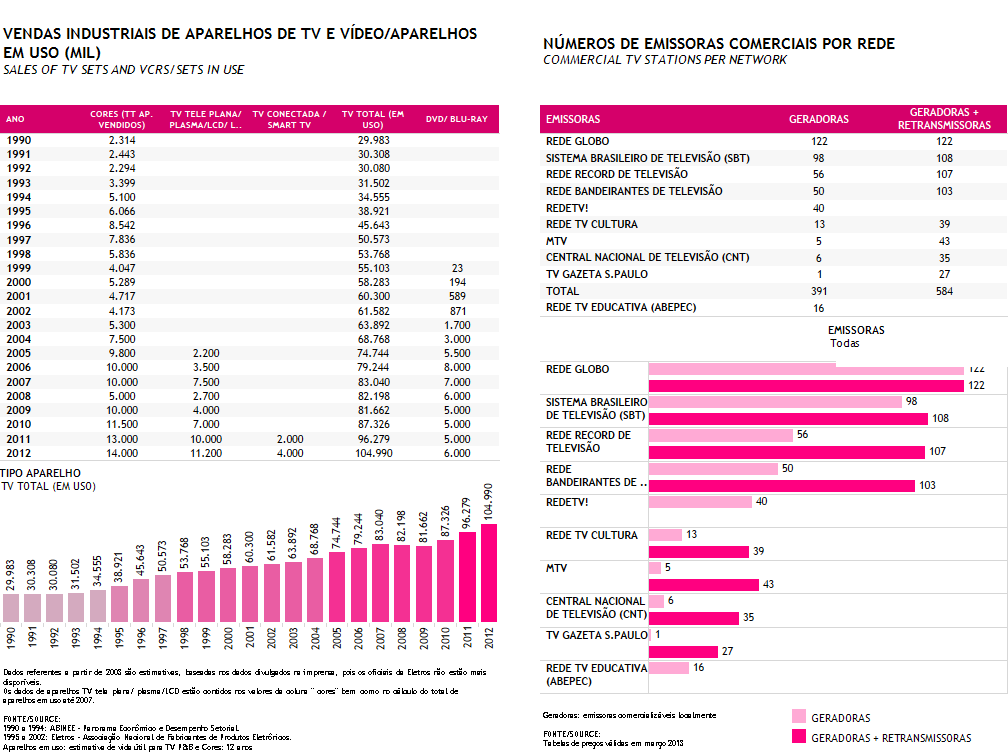 VENDAS INDUSTRIAIS DE APARELHOS DE TV E VÍDEO/APARELHOS
EM USO (MIL)
SALES OF TV SETS AND VCRS/SETS IN USE
ANO CORES (TT AP. VENDIDOS) TV TELE PLANA/ PLASMA/LCD/ L.. TV CONECTADA / SMART TV TV TOTAL (EM USO) DVD/ BLU-RAY
1990 2.314 29.983
1991 2.443 30.308
1992 2.294 30.080
1993 3.399 31.502
1994 5.100 34.555
1995 6.066 38.921
1996 8.542 45.643
1997 7.836 50.573
1998 5.836 53.768
1999 4.047 55.103 23
2000 5.289 58.283 194
2001 4.717 60.300 589
2002 4.173 61.582 871
2003 5.300 63.892 1.700
2004 7.500 68.768 3.000
2005 9.800 2.200 74.744 5.500
2006 10.000 3.500 79.244 8.000
2007 10.000 7.500 83.040 7.000
2008 5.000 2.700 82.198 6.000
2009 10.000 4.000 81.662 5.000
2010 11.500 7.000 87.326 5.000
2011 13.000 10.000 2.000 96.279 5.000
2012 14.000 11.200 4.000 104.990 6.000
TIPO APARELHO
TV TOTAL (EM USO)
29.983 30.308 30.080 31.502 34.555 38.921 45.643 50.573 53.768 55.103 58.283 60.300 61.582 63.892 68.768 74.744 79.244 83.040 82.198 81.662 87.326 96.279 104.990
1990 1991 1992 1993 1994 1995 1996 1997 1998 1999 2000 2001 2002 2003 2004 2005 2006 2007 2008 2009 2010 2011 2012
Dados referentes a partir de 2008 são estimativas, baseadas nos dados divulgados na imprensa, pois os oficiais da Eletros não estão mais
disponíveis.
Os dados de aparelhos TV tela plana/ plasma/LCD estão contidos nos valores da coluna "cores" bem como no cálculo do total de
aparelhos em uso até 2007.
FONTE/SOURCE:
1990 a 1994: ABINEE - Panorama Econômico e Desempenho Setorial.
1995 a 2002: Eletros - Associação Nacional de Fabricantes de Produtos Eletrônicos.
Aparelhos em uso: estimativa de vida útil para TV P&B e Cores: 12 anos
NÚMEROS DE EMISSORAS COMERCIAIS POR REDE
COMMERCIAL TV STATIONS PER NETWORK
EMISSORAS GERADORAS GERADORAS + RETRANSMISSORAS
REDE GLOBO 122 122
SISTEMA BRASILEIRO DE TELEVISÃO (SBT) 98 108
REDE RECORD DE TELEVISÃO 56 107
REDE BANDEIRANTES DE TELEVISÃO 50 103
REDETV! 40
REDE TV CULTURA 13 39
MTV 5 43
CENTRAL NACIONAL DE TELEVISÃO (CNT) 6 35
TV GAZETA S.PAULO 1 27
TOTAL 391 584
REDE TV EDUCATIVA (ABEPEC) 16
EMISSORAS
Todas
REDE GLOBO 122
122
SISTEMA BRASILEIRO 98
DE TELEVISÃO (SBT) 108
REDE RECORD DE 56
TELEVISÃO 107
REDE 50
BANDEIRANTES DE .. 103
REDETV! 40
REDE TV CULTURA 13
39
MTV 5
43
CENTRAL NACIONAL 6
DE TELEVISÃO (CNT) 35
TV GAZETA S.PAULO 1
27
REDE TV EDUCATIVA 16
(ABEPEC)
Geradoras: emissoras comercializáveis localmente
FONTE/SOURCE:
Tabelas de preços válidas em março 2013
GERADORAS
GERADORAS + RETRANSMISSORAS